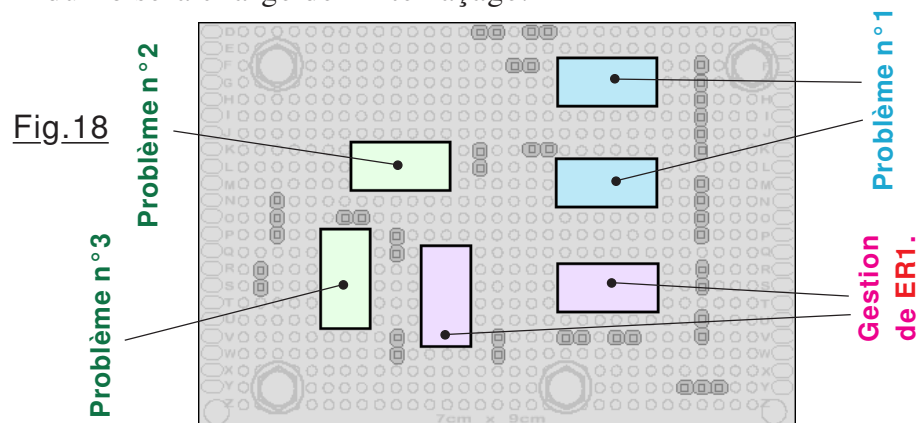 Fig.18
Problème n°2
Problème n°3
Problème n°1
Gestion
de ER1.
D
E
F
G
H
I
J
K
L
M
N
O
P
Q
R
S
T
U
V
W
X
Y
Z
7cm x 9cm